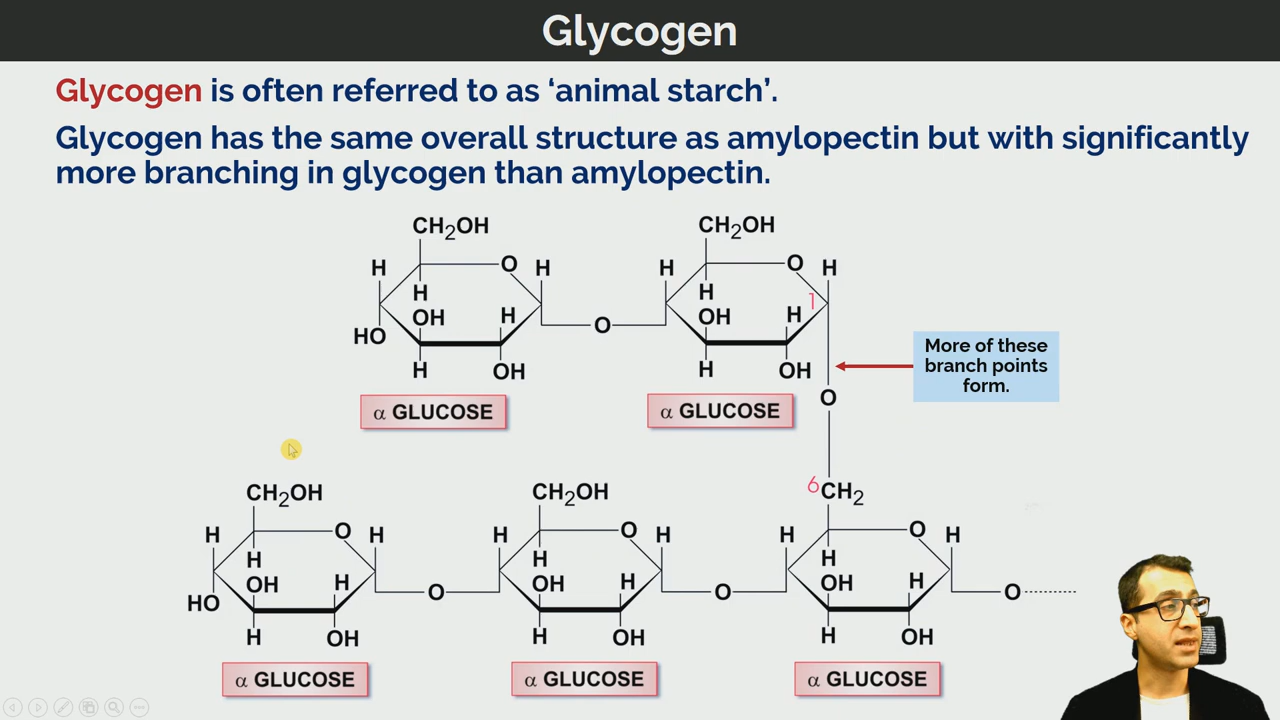 Glycogen
Glycogen is often referred to as ‘animal starch’.
Glycogen has the same overall structure as amylopectin but with significantly
more branching in glycogen than amylopectin.
CH2OH CH2OH
H O H H O H
H H 1
OH H OH H
HO O
H OH H OH
More of these
branch points
form.
O
α GLUCOSE α GLUCOSE
CH2OH CH2OH 6 CH2
H O H H O H H O H
H H H
OH H OH H OH H
HO O O O
H OH H OH H OH
α GLUCOSE α GLUCOSE α GLUCOSE